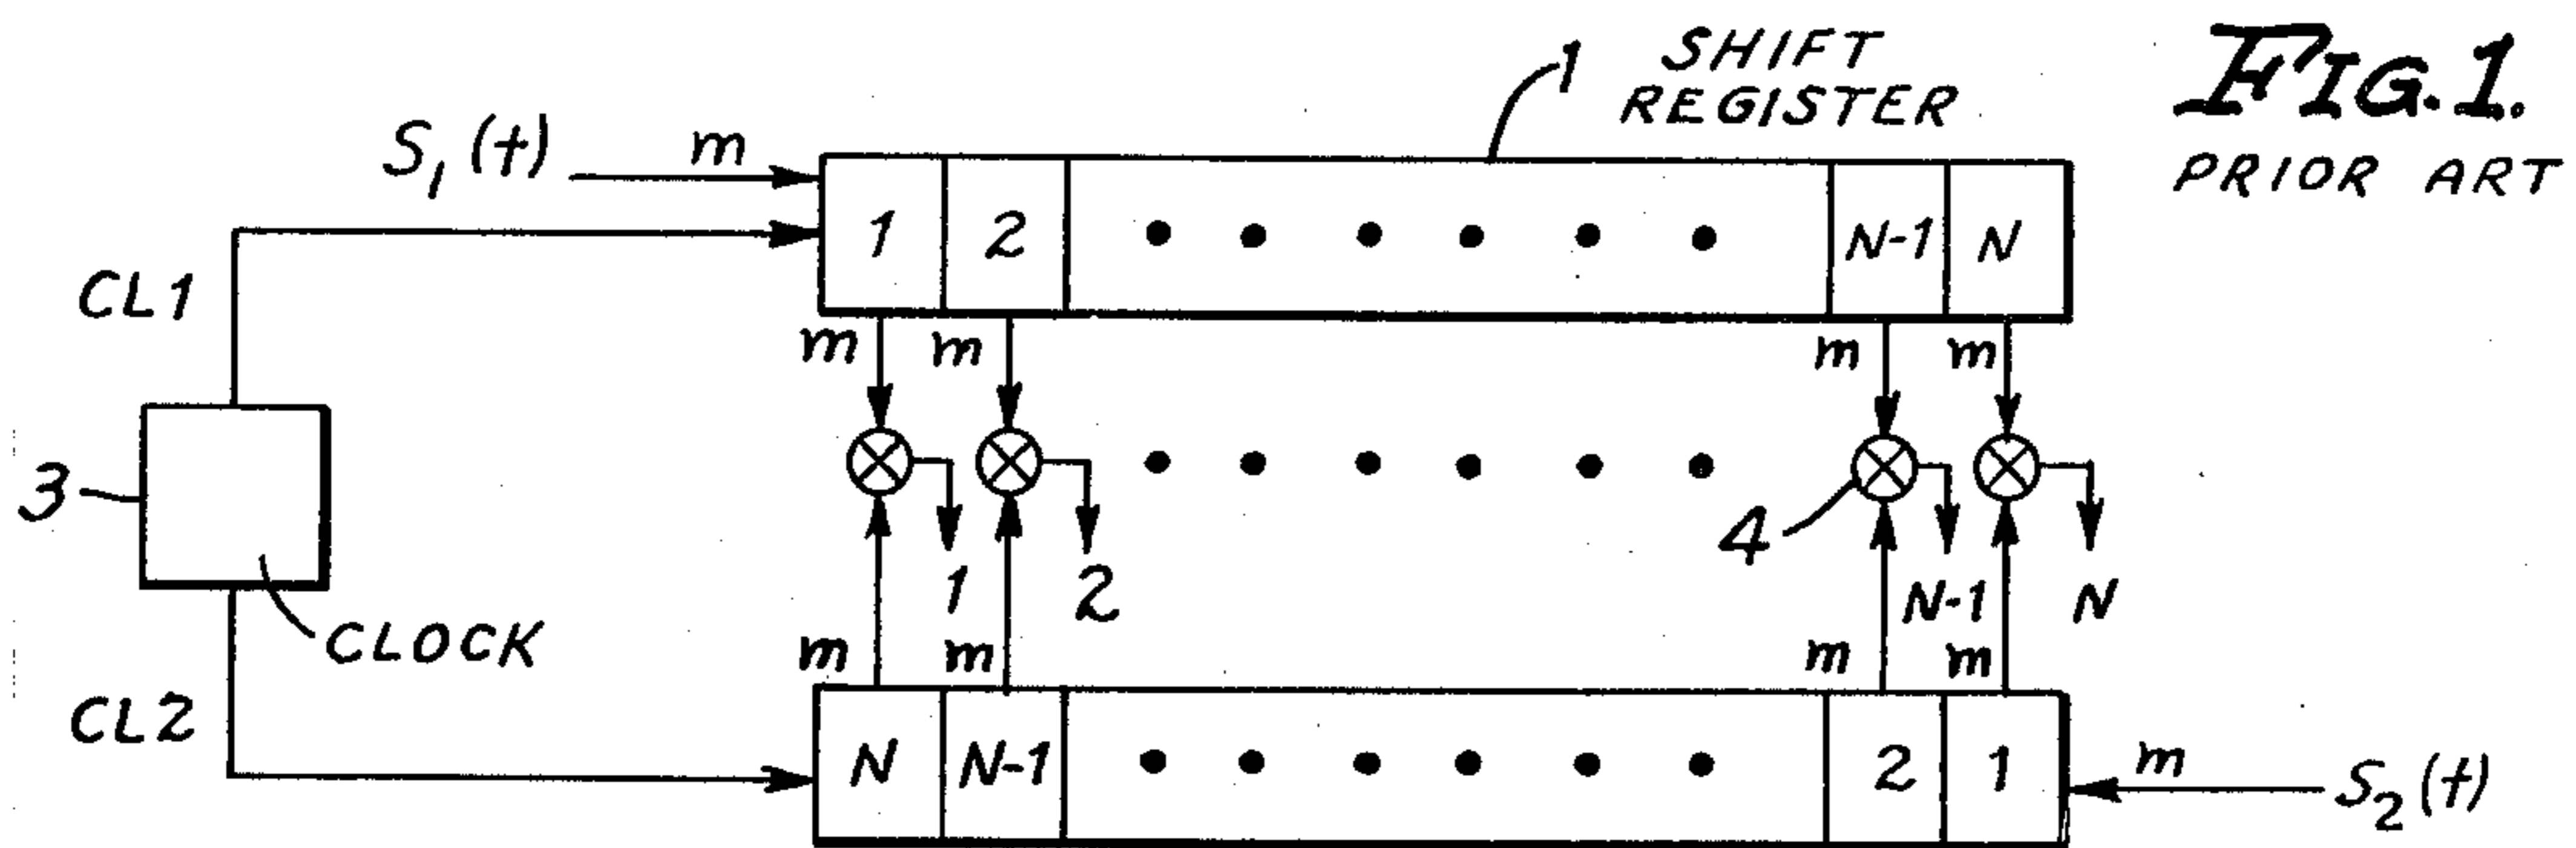 FIG. 1.
PRIOR ART
1 SHIFT
REGISTER
S₁(t) m
CL1
1 2 N-1 N
m m m m
3
4
1 2 N-1 N
CLOCK
m m m m
CL2
N N-1 2 1
m S₂(t)